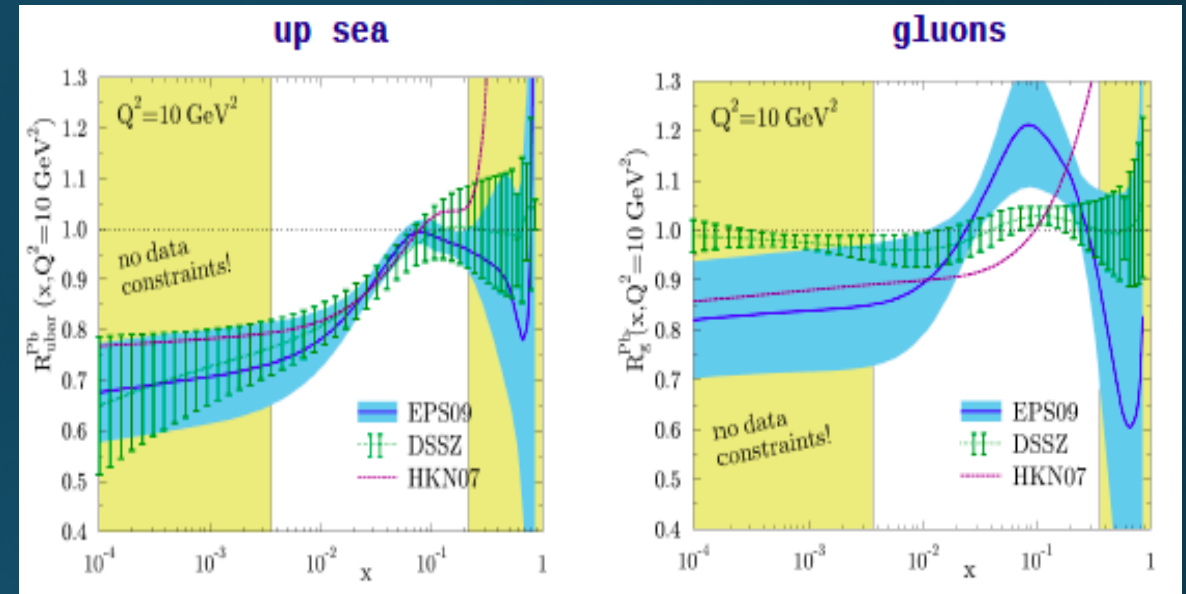 up sea
gluons
1.3
1.2
1.1
1.0
0.9
0.8
0.7
0.6
0.5
0.4
R_ubar^Pb (x,Q²=10 GeV²)
Q²=10 GeV²
no data
constraints!
EPS09
DSSZ
HKN07
10⁻⁴
10⁻³
10⁻²
10⁻¹
1
x
1.3
1.2
1.1
1.0
0.9
0.8
0.7
0.6
0.5
0.4
R_g^Pb (x,Q²=10 GeV²)
Q²=10 GeV²
no data
constraints!
EPS09
DSSZ
HKN07
10⁻⁴
10⁻³
10⁻²
10⁻¹
1
x